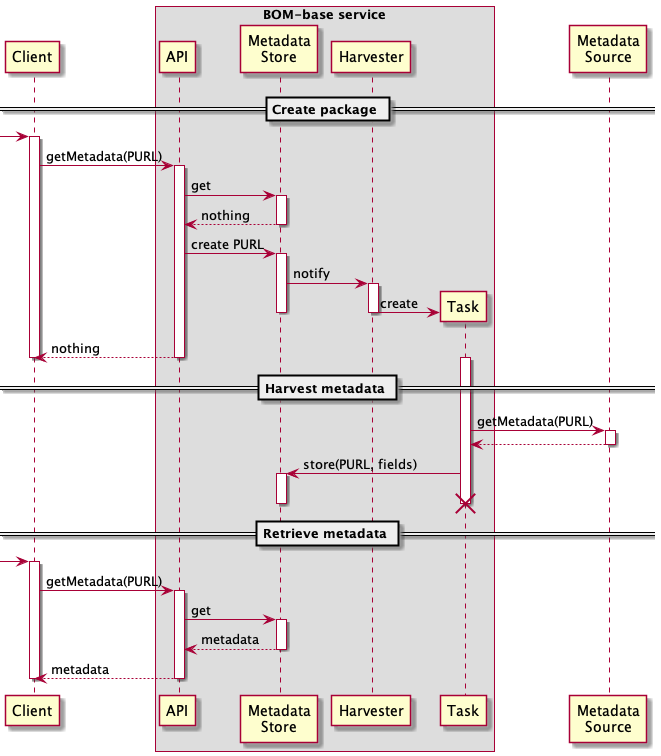 BOM-base service
Client
API
Metadata
Store
Harvester
Metadata
Source
Create package
getMetadata(PURL)
get
nothing
create PURL
notify
create
Task
nothing
Harvest metadata
getMetadata(PURL)
store(PURL, fields)
Retrieve metadata
getMetadata(PURL)
get
metadata
metadata
Client
API
Metadata
Store
Harvester
Task
Metadata
Source